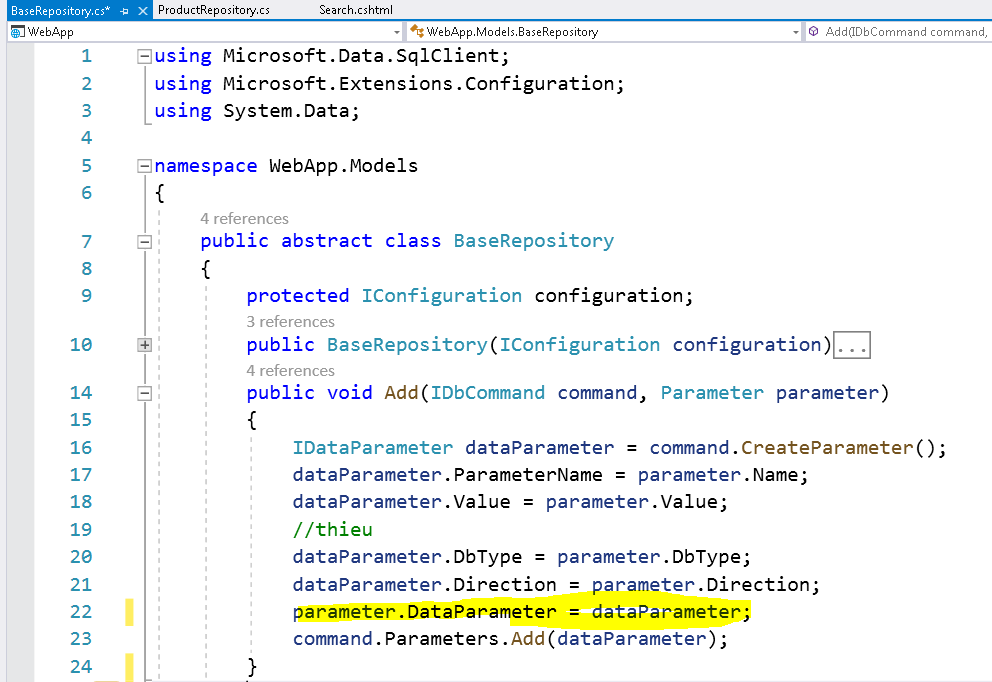 BaseRepository.cs* ProductRepository.cs Search.cshtml
WebApp WebApp.Models.BaseRepository Add(IDbCommand command,
1 using Microsoft.Data.SqlClient;
2 using Microsoft.Extensions.Configuration;
3 using System.Data;
4
5 namespace WebApp.Models
6 {
4 references
7 public abstract class BaseRepository
8 {
9 protected IConfiguration configuration;
3 references
10 public BaseRepository(IConfiguration configuration)...
4 references
14 public void Add(IDbCommand command, Parameter parameter)
15 {
16 IDataParameter dataParameter = command.CreateParameter();
17 dataParameter.ParameterName = parameter.Name;
18 dataParameter.Value = parameter.Value;
19 //thieu
20 dataParameter.DbType = parameter.DbType;
21 dataParameter.Direction = parameter.Direction;
22 parameter.DataParameter = dataParameter;
23 command.Parameters.Add(dataParameter);
24 }